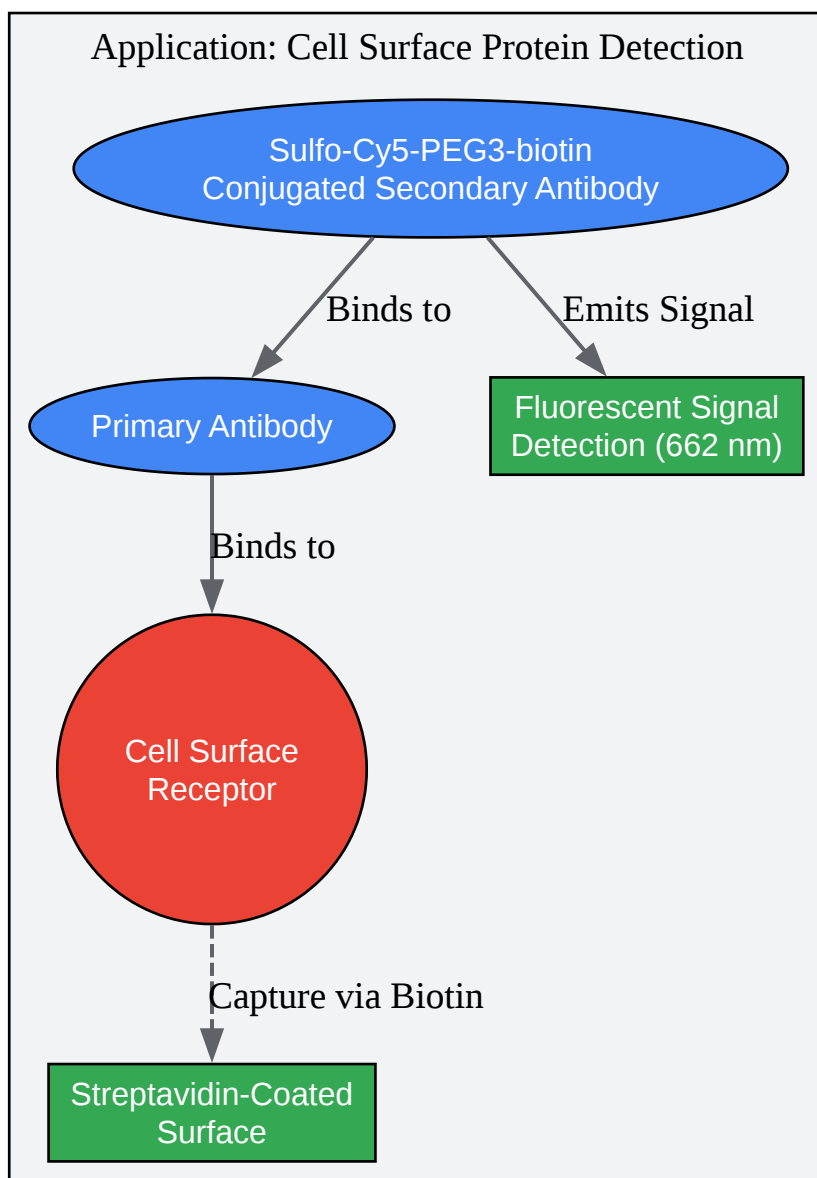 Application: Cell Surface Protein Detection
Sulfo-Cy5-PEG3-biotin
Conjugated Secondary Antibody
Binds to
Emits Signal
Primary Antibody
Fluorescent Signal
Detection (662 nm)
Binds to
Cell Surface
Receptor
Capture via Biotin
Streptavidin-Coated
Surface